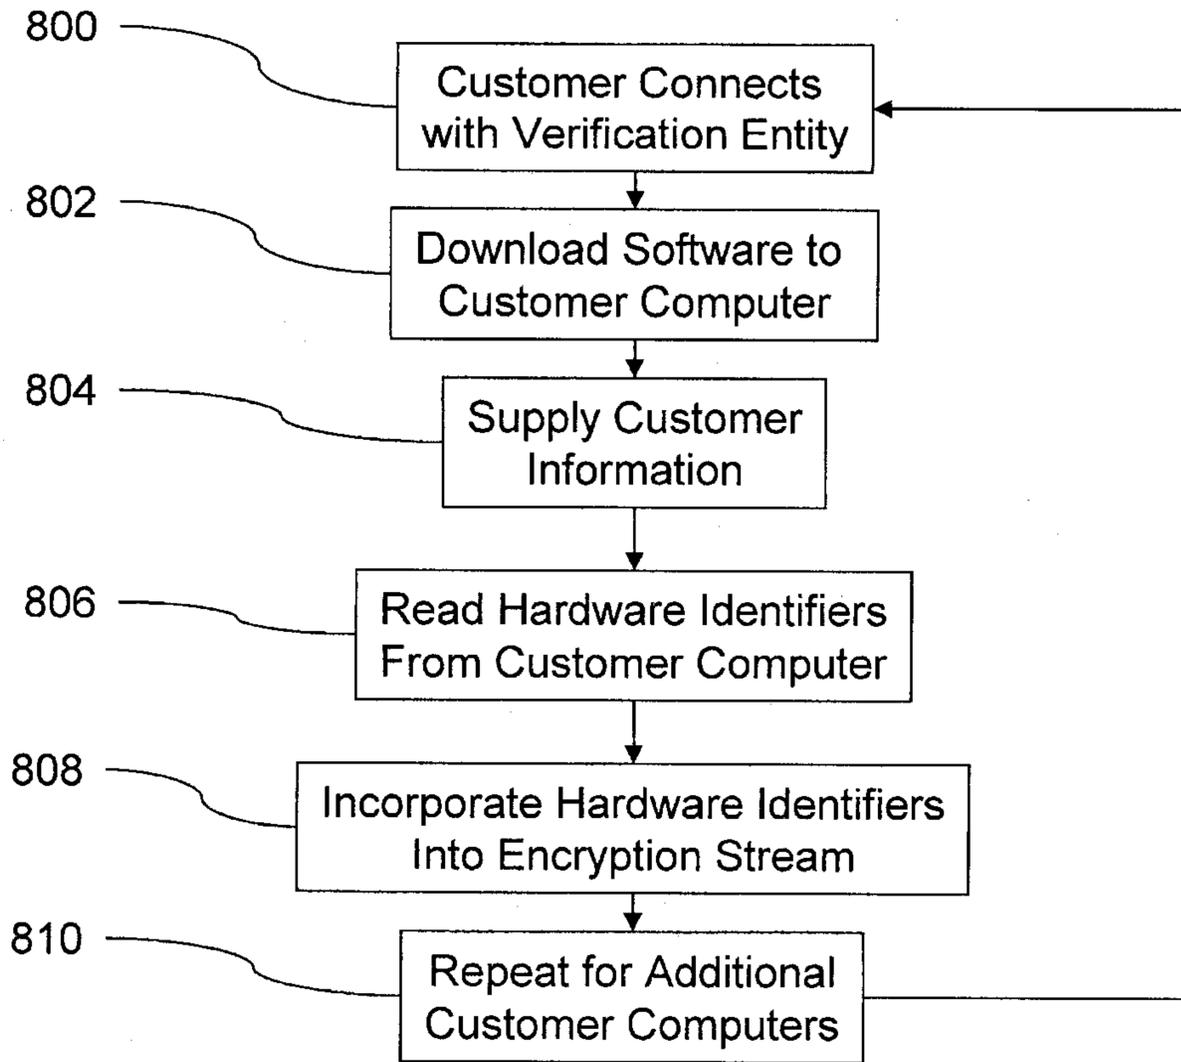 800
Customer Connects
with Verification Entity
802
Download Software to
Customer Computer
804
Supply Customer
Information
806
Read Hardware Identifiers
From Customer Computer
808
Incorporate Hardware Identifiers
Into Encryption Stream
810
Repeat for Additional
Customer Computers